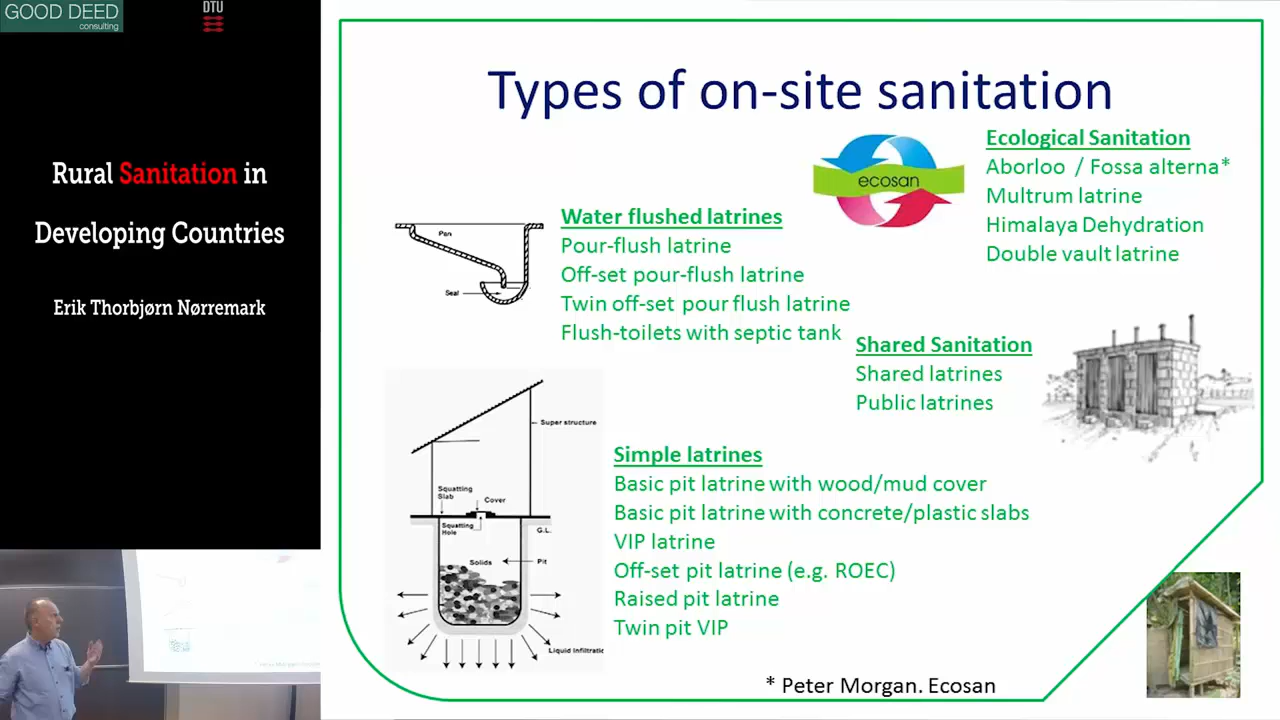 GOOD DEED
consulting
DTU
Rural Sanitation in
Developing Countries
Erik Thorbjørn Nørremark
Types of on-site sanitation
ecosan
Ecological Sanitation
Aborloo / Fossa alterna*
Multrum latrine
Himalaya Dehydration
Double vault latrine
Pan
Seal
Water flushed latrines
Pour-flush latrine
Off-set pour-flush latrine
Twin off-set pour flush latrine
Flush-toilets with septic tank
Shared Sanitation
Shared latrines
Public latrines
Super structure
Squatting
Slab
Cover
Squatting
Hole
G.L.
Solids
Pit
Liquid Infiltratio
Simple latrines
Basic pit latrine with wood/mud cover
Basic pit latrine with concrete/plastic slabs
VIP latrine
Off-set pit latrine (e.g. ROEC)
Raised pit latrine
Twin pit VIP
* Peter Morgan. Ecosan